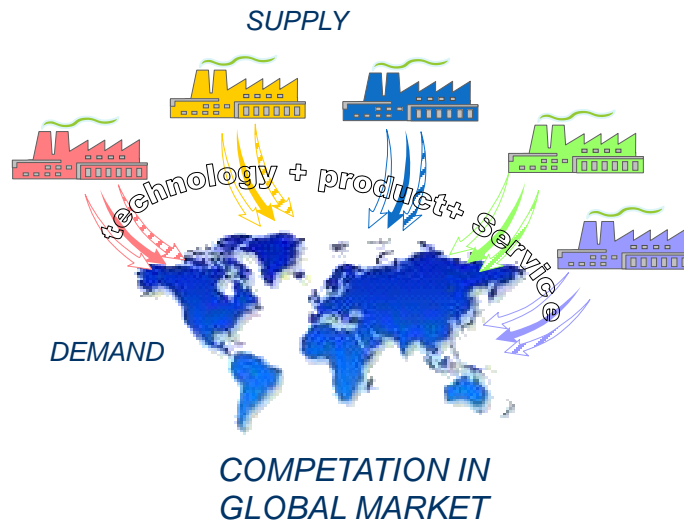 SUPPLY
technology + product+ Service
DEMAND
COMPETATION IN
GLOBAL MARKET